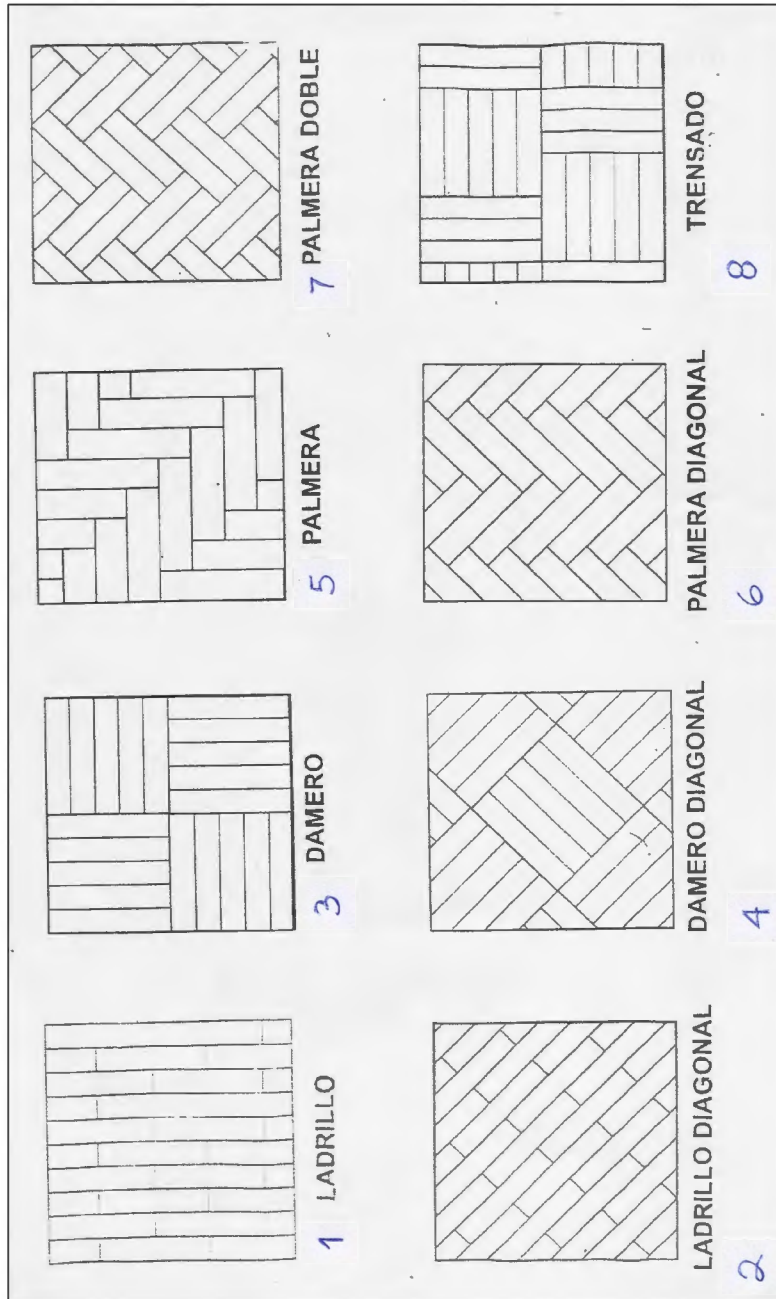 1 LADRILLO
3 DAMERO
5 PALMERA
7 PALMERA DOBLE
2 LADRILLO DIAGONAL
4 DAMERO DIAGONAL
6 PALMERA DIAGONAL
8 TRENSADO